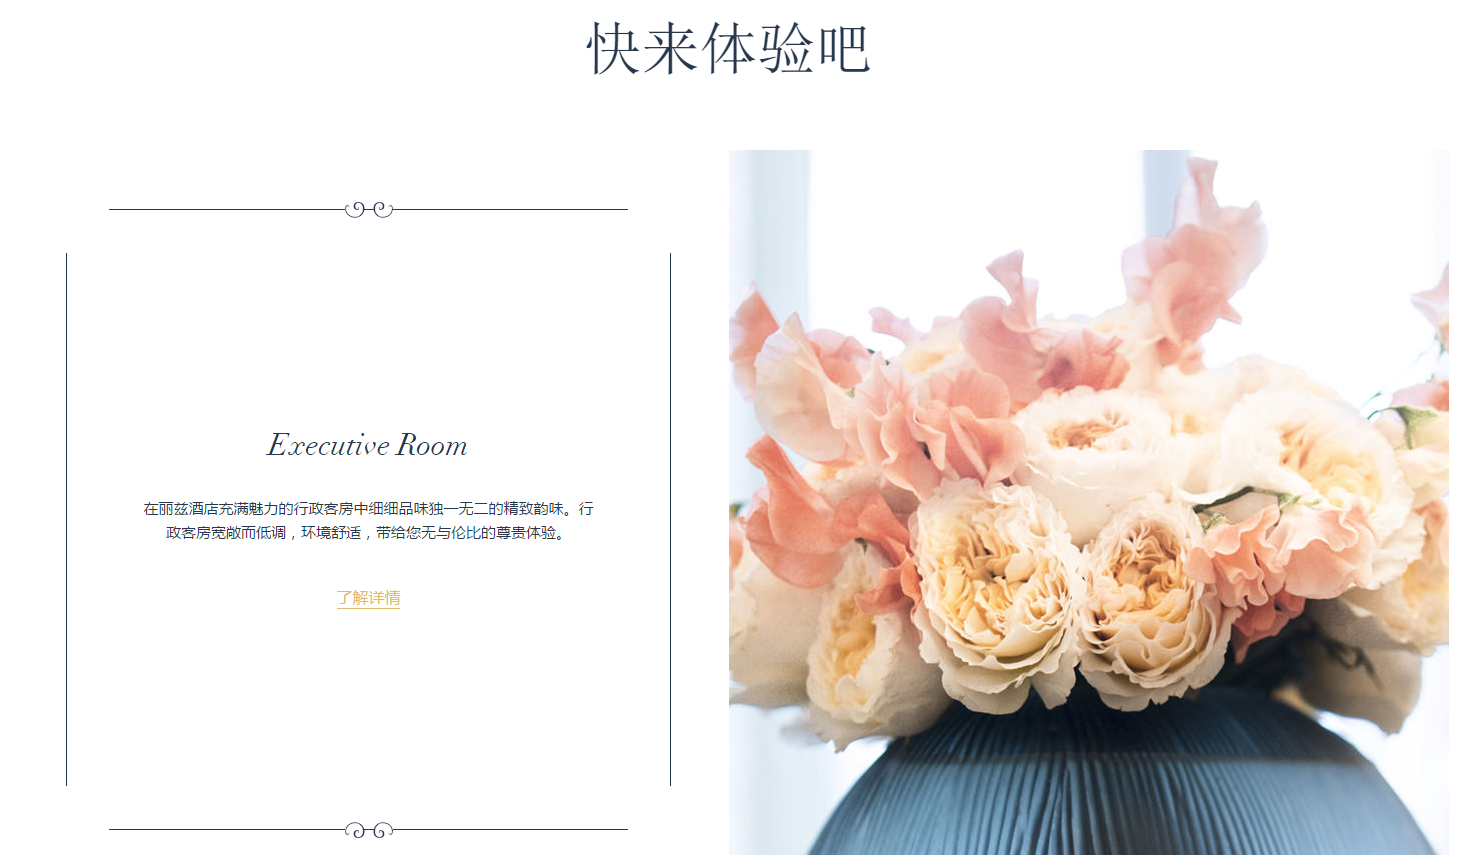 快来体验吧
Executive Room
在丽兹酒店充满魅力的行政客房中细细品味独一无二的精致韵味。行
政客房宽敞而低调，环境舒适，带给您无与伦比的尊贵体验。
了解详情